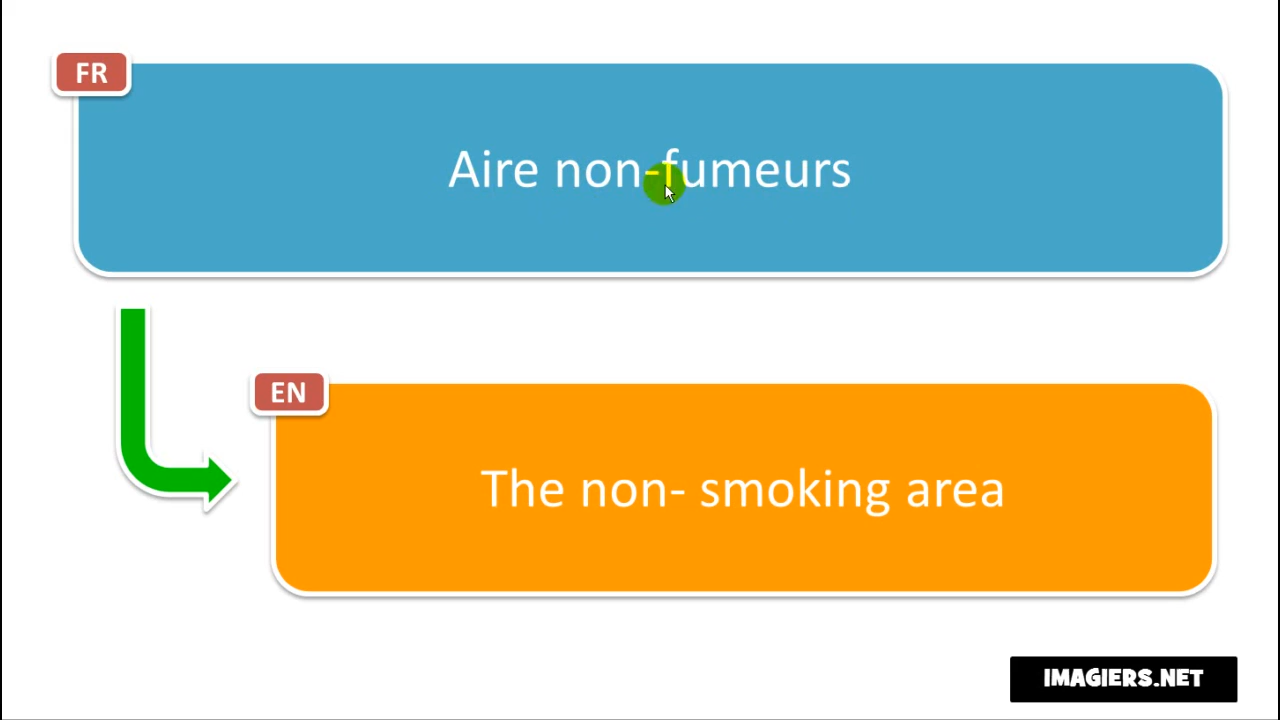 FR
Aire non-fumeurs
EN
The non- smoking area
IMAGIERS.NET